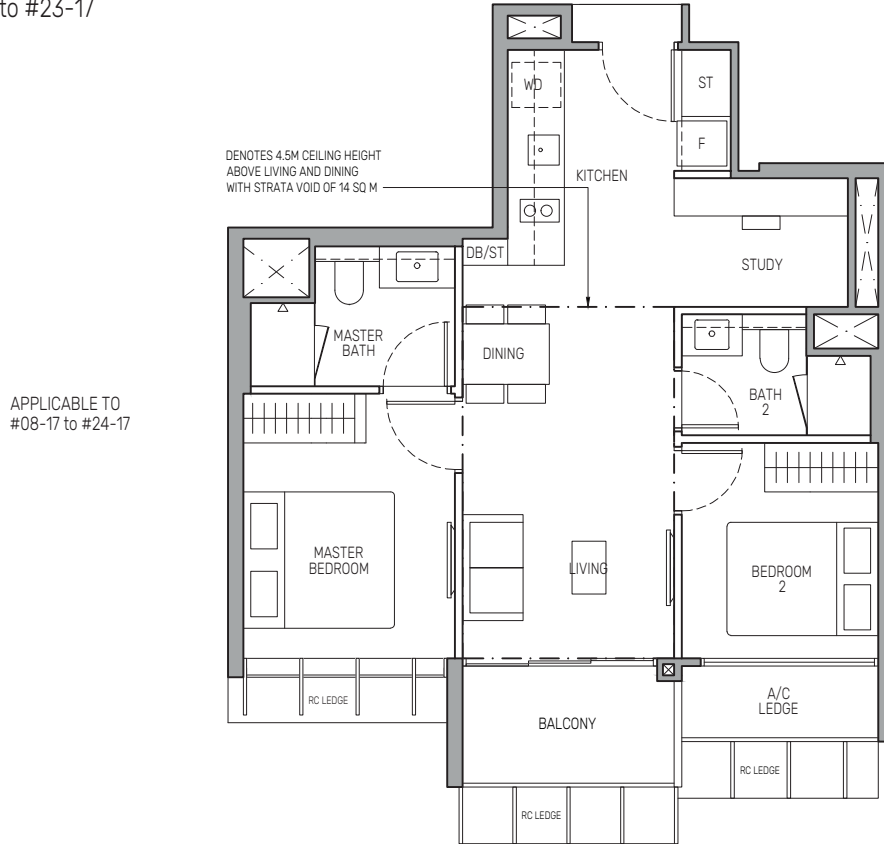 to #23-17
WD
ST
F
DENOTES 4.5M CEILING HEIGHT
ABOVE LIVING AND DINING
WITH STRATA VOID OF 14 SQ M
KITCHEN
DB/ST
STUDY
MASTER
BATH
DINING
BATH
2
APPLICABLE TO
#08-17 to #24-17
MASTER
BEDROOM
LIVING
BEDROOM
2
RC LEDGE
A/C
LEDGE
BALCONY
RC LEDGE
RC LEDGE